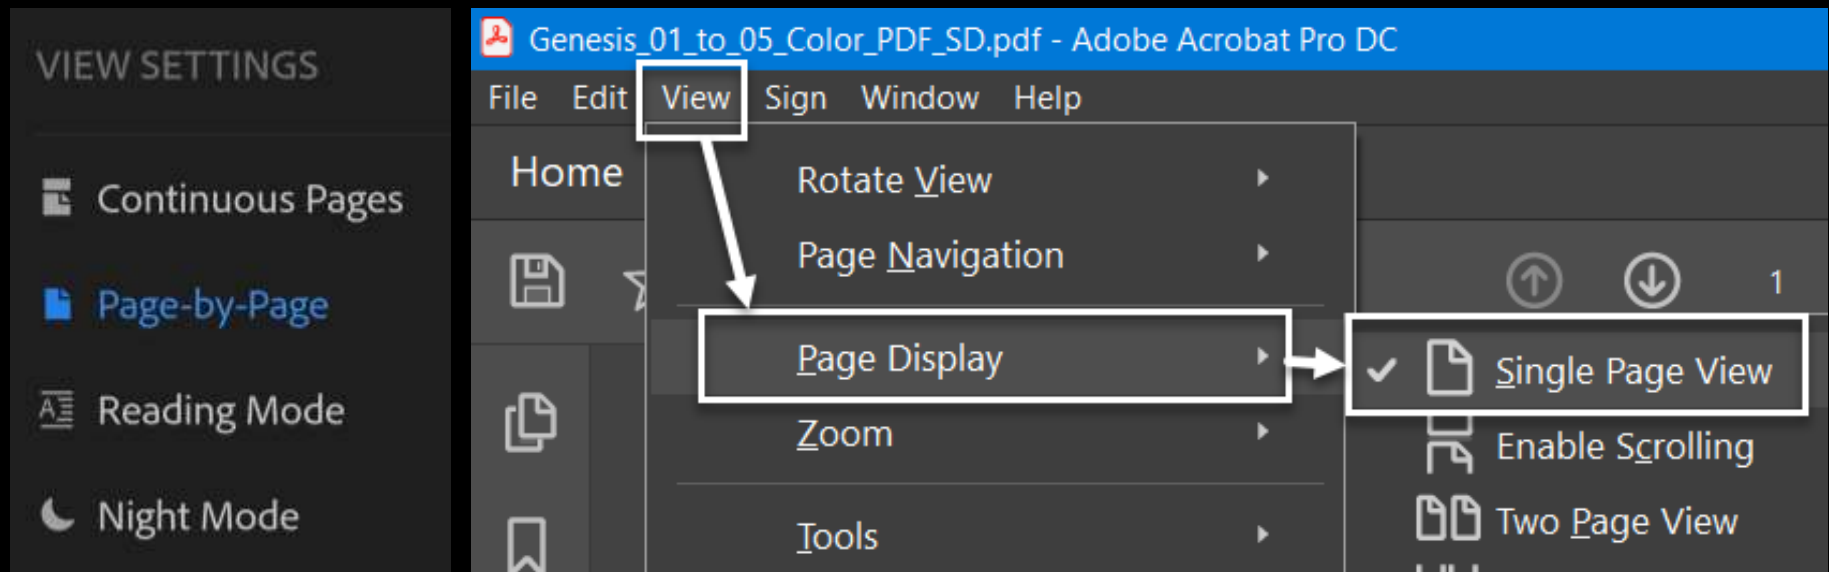 VIEW SETTINGS
Continuous Pages
Page-by-Page
Reading Mode
Night Mode
Genesis_01_to_05_Color_PDF_SD.pdf - Adobe Acrobat Pro DC
File Edit View Sign Window Help
Home
Rotate View
Page Navigation
1
Page Display
Single Page View
Zoom
Enable Scrolling
Two Page View
Tools